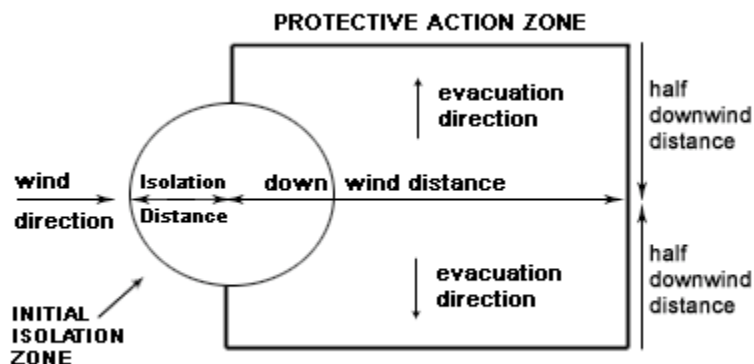 PROTECTIVE ACTION ZONE
evacuation
direction
half
downwind
distance
wind
direction
Isolation
Distance
down wind distance
evacuation
direction
half
downwind
distance
INITIAL
ISOLATION
ZONE